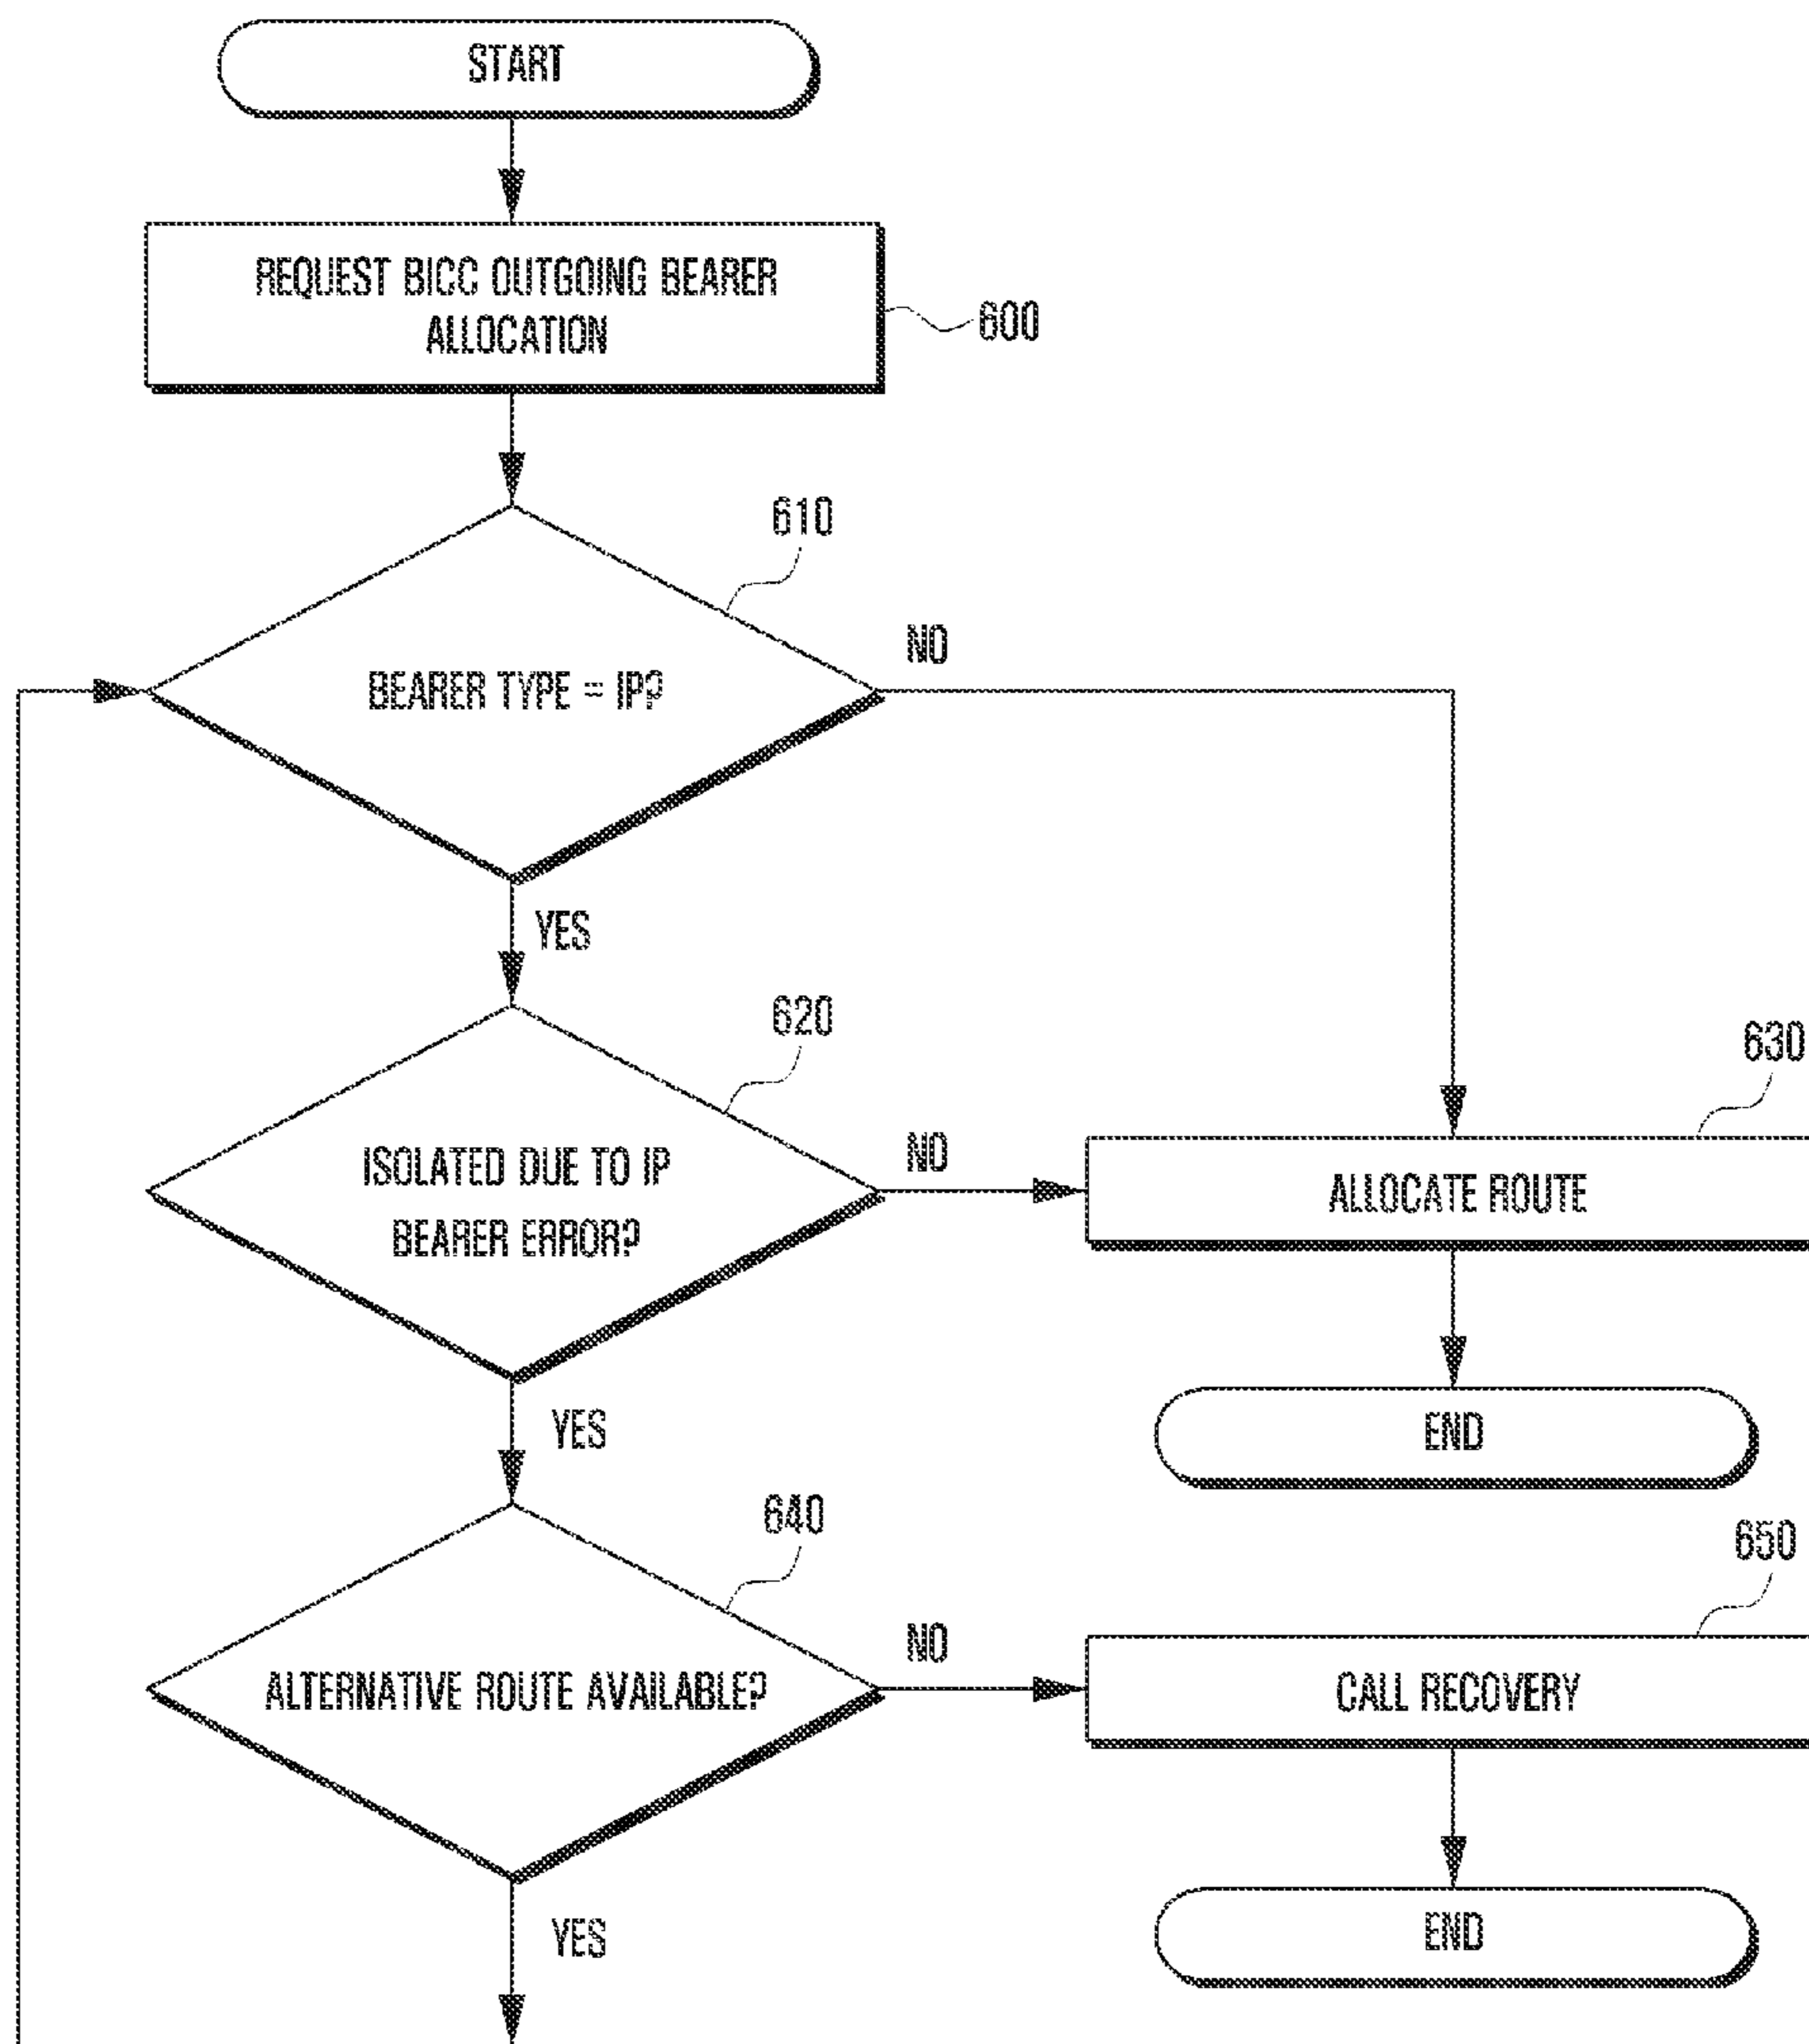 START
REQUEST BICC OUTGOING BEARER
ALLOCATION
600
610
BEARER TYPE = IP?
NO
YES
620
ISOLATED DUE TO IP
BEARER ERROR?
NO
630
ALLOCATE ROUTE
END
YES
640
ALTERNATIVE ROUTE AVAILABLE?
NO
650
CALL RECOVERY
END
YES